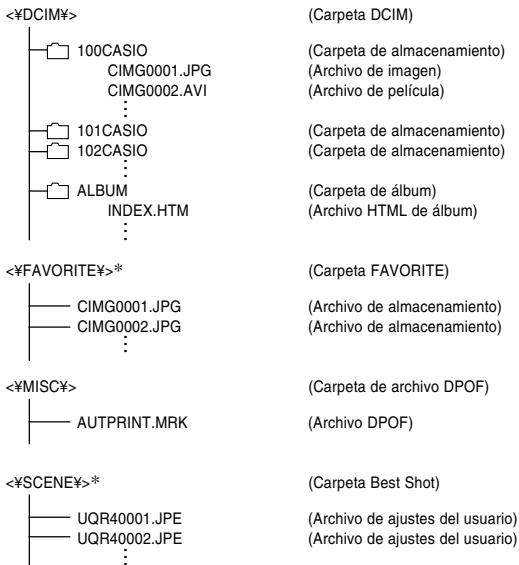 <¥DCIM¥> (Carpeta DCIM)
100CASIO (Carpeta de almacenamiento)
CIMG0001.JPG (Archivo de imagen)
CIMG0002.AVI (Archivo de película)
101CASIO (Carpeta de almacenamiento)
102CASIO (Carpeta de almacenamiento)
ALBUM (Carpeta de álbum)
INDEX.HTM (Archivo HTML de álbum)
<¥FAVORITE¥>* (Carpeta FAVORITE)
CIMG0001.JPG (Archivo de almacenamiento)
CIMG0002.JPG (Archivo de almacenamiento)
<¥MISC¥> (Carpeta de archivo DPOF)
AUTPRINT.MRK (Archivo DPOF)
<¥SCENE¥>* (Carpeta Best Shot)
UQR40001.JPE (Archivo de ajustes del usuario)
UQR40002.JPE (Archivo de ajustes del usuario)